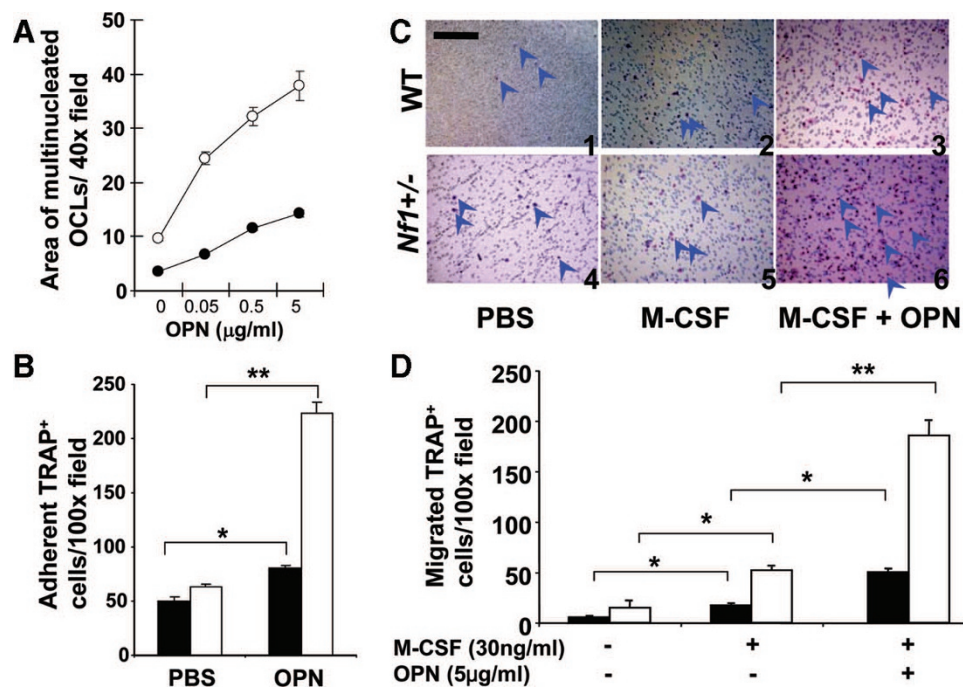 A
Area of multinucleated
OCLs/ 40x field
50
40
30
20
10
0
0
0.05
0.5
5
OPN (µg/ml)
C
WT
Nf1+/-
1
2
3
4
5
6
PBS
M-CSF
M-CSF + OPN
B
Adherent TRAP+
cells/100x field
250
200
150
100
50
0
*
**
PBS
OPN
D
Migrated TRAP+
cells/100x field
250
200
150
100
50
0
*
*
*
**
M-CSF (30ng/ml) - + +
OPN (5µg/ml) - - +